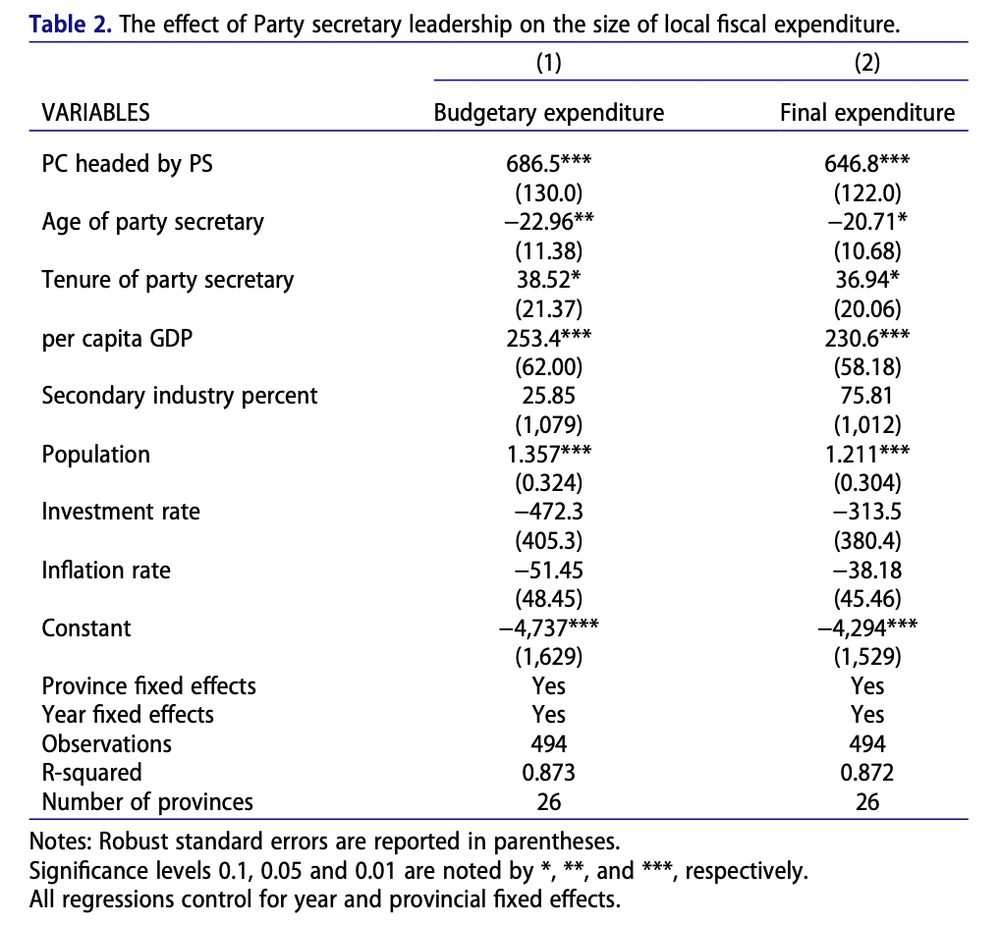 Table 2. The effect of Party secretary leadership on the size of local fiscal expenditure.
(1) (2)
VARIABLES Budgetary expenditure Final expenditure
PC headed by PS 686.5*** 646.8***
(130.0) (122.0)
Age of party secretary −22.96** −20.71*
(11.38) (10.68)
Tenure of party secretary 38.52* 36.94*
(21.37) (20.06)
per capita GDP 253.4*** 230.6***
(62.00) (58.18)
Secondary industry percent 25.85 75.81
(1,079) (1,012)
Population 1.357*** 1.211***
(0.324) (0.304)
Investment rate −472.3 −313.5
(405.3) (380.4)
Inflation rate −51.45 −38.18
(48.45) (45.46)
Constant −4,737*** −4,294***
(1,629) (1,529)
Province fixed effects Yes Yes
Year fixed effects Yes Yes
Observations 494 494
R-squared 0.873 0.872
Number of provinces 26 26
Notes: Robust standard errors are reported in parentheses.
Significance levels 0.1, 0.05 and 0.01 are noted by *, **, and ***, respectively.
All regressions control for year and provincial fixed effects.